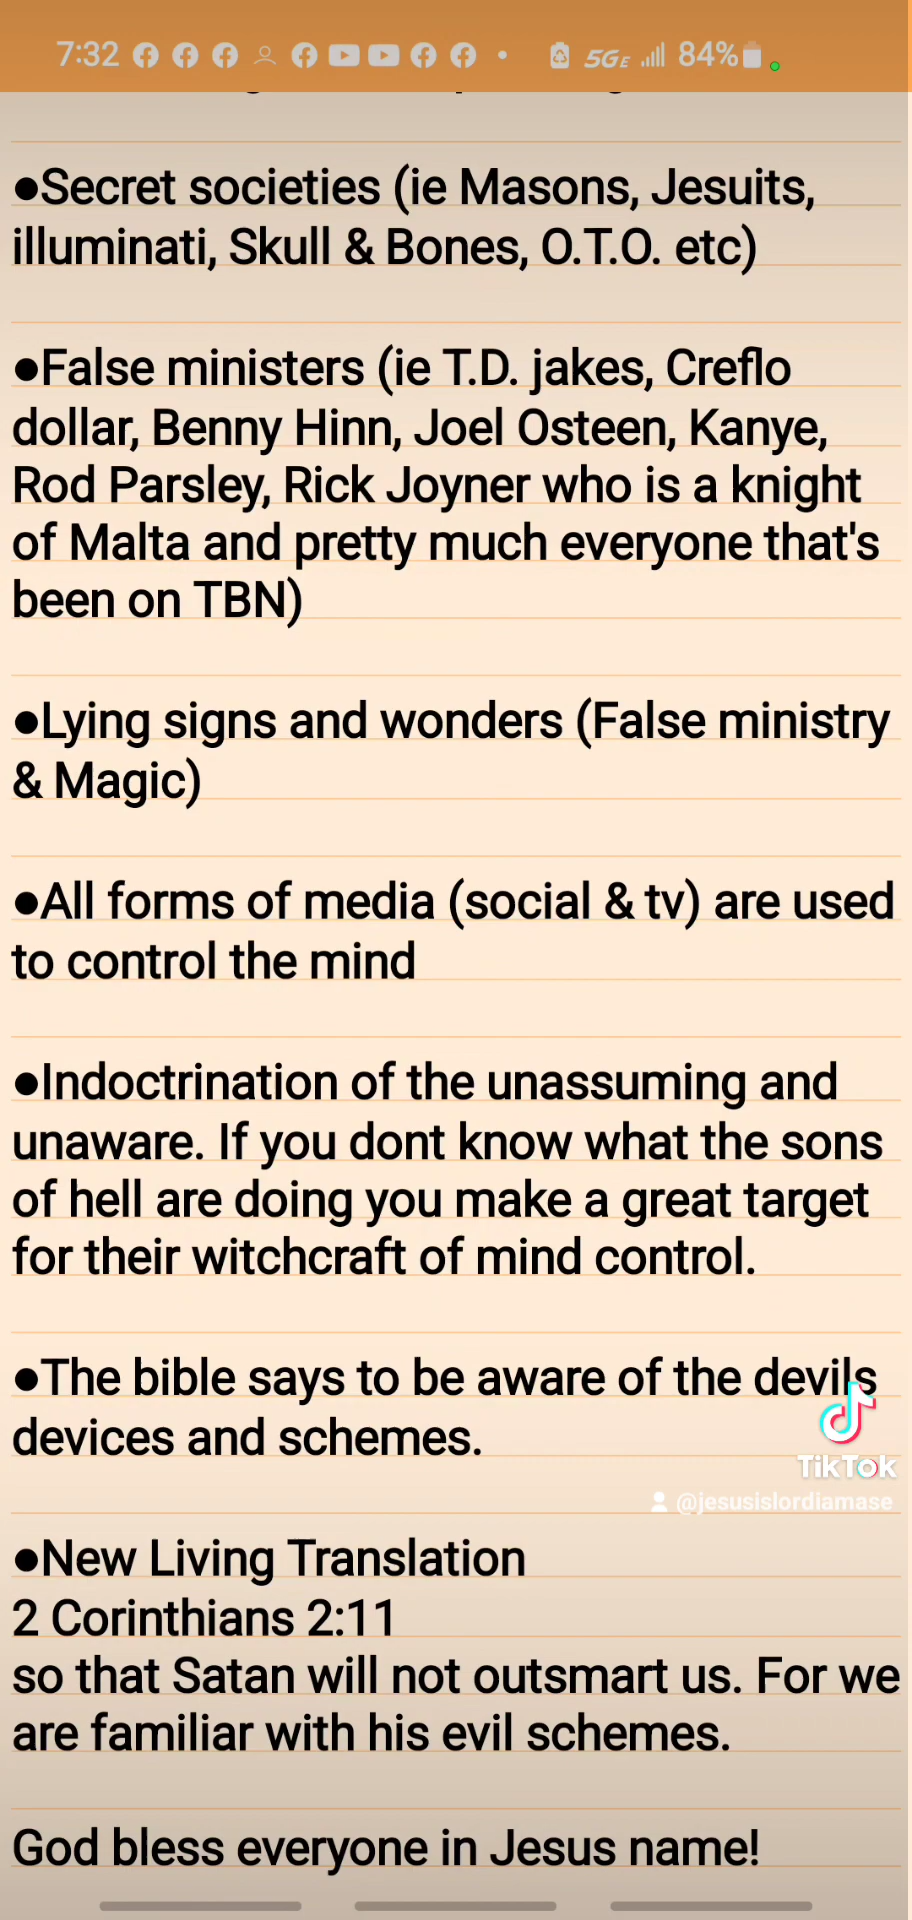 7:32
5GE
84%
●Secret societies (ie Masons, Jesuits,
illuminati, Skull & Bones, O.T.O. etc)
●False ministers (ie T.D. jakes, Creflo
dollar, Benny Hinn, Joel Osteen, Kanye,
Rod Parsley, Rick Joyner who is a knight
of Malta and pretty much everyone that's
been on TBN)
●Lying signs and wonders (False ministry
& Magic)
●All forms of media (social & tv) are used
to control the mind
●Indoctrination of the unassuming and
unaware. If you dont know what the sons
of hell are doing you make a great target
for their witchcraft of mind control.
●The bible says to be aware of the devils
devices and schemes.
TikTok
@jesusislordiamase
●New Living Translation
2 Corinthians 2:11
so that Satan will not outsmart us. For we
are familiar with his evil schemes.
God bless everyone in Jesus name!